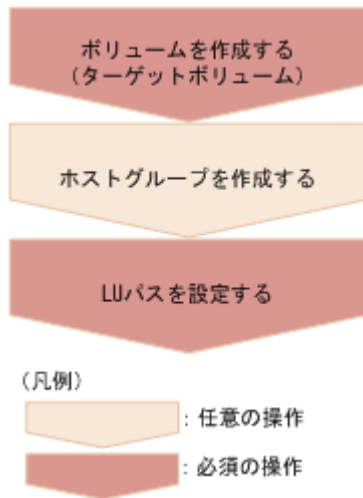 ボリュームを作成する
(ターゲットボリューム)
ホストグループを作成する
LUパスを設定する
(凡例)
: 任意の操作
: 必須の操作